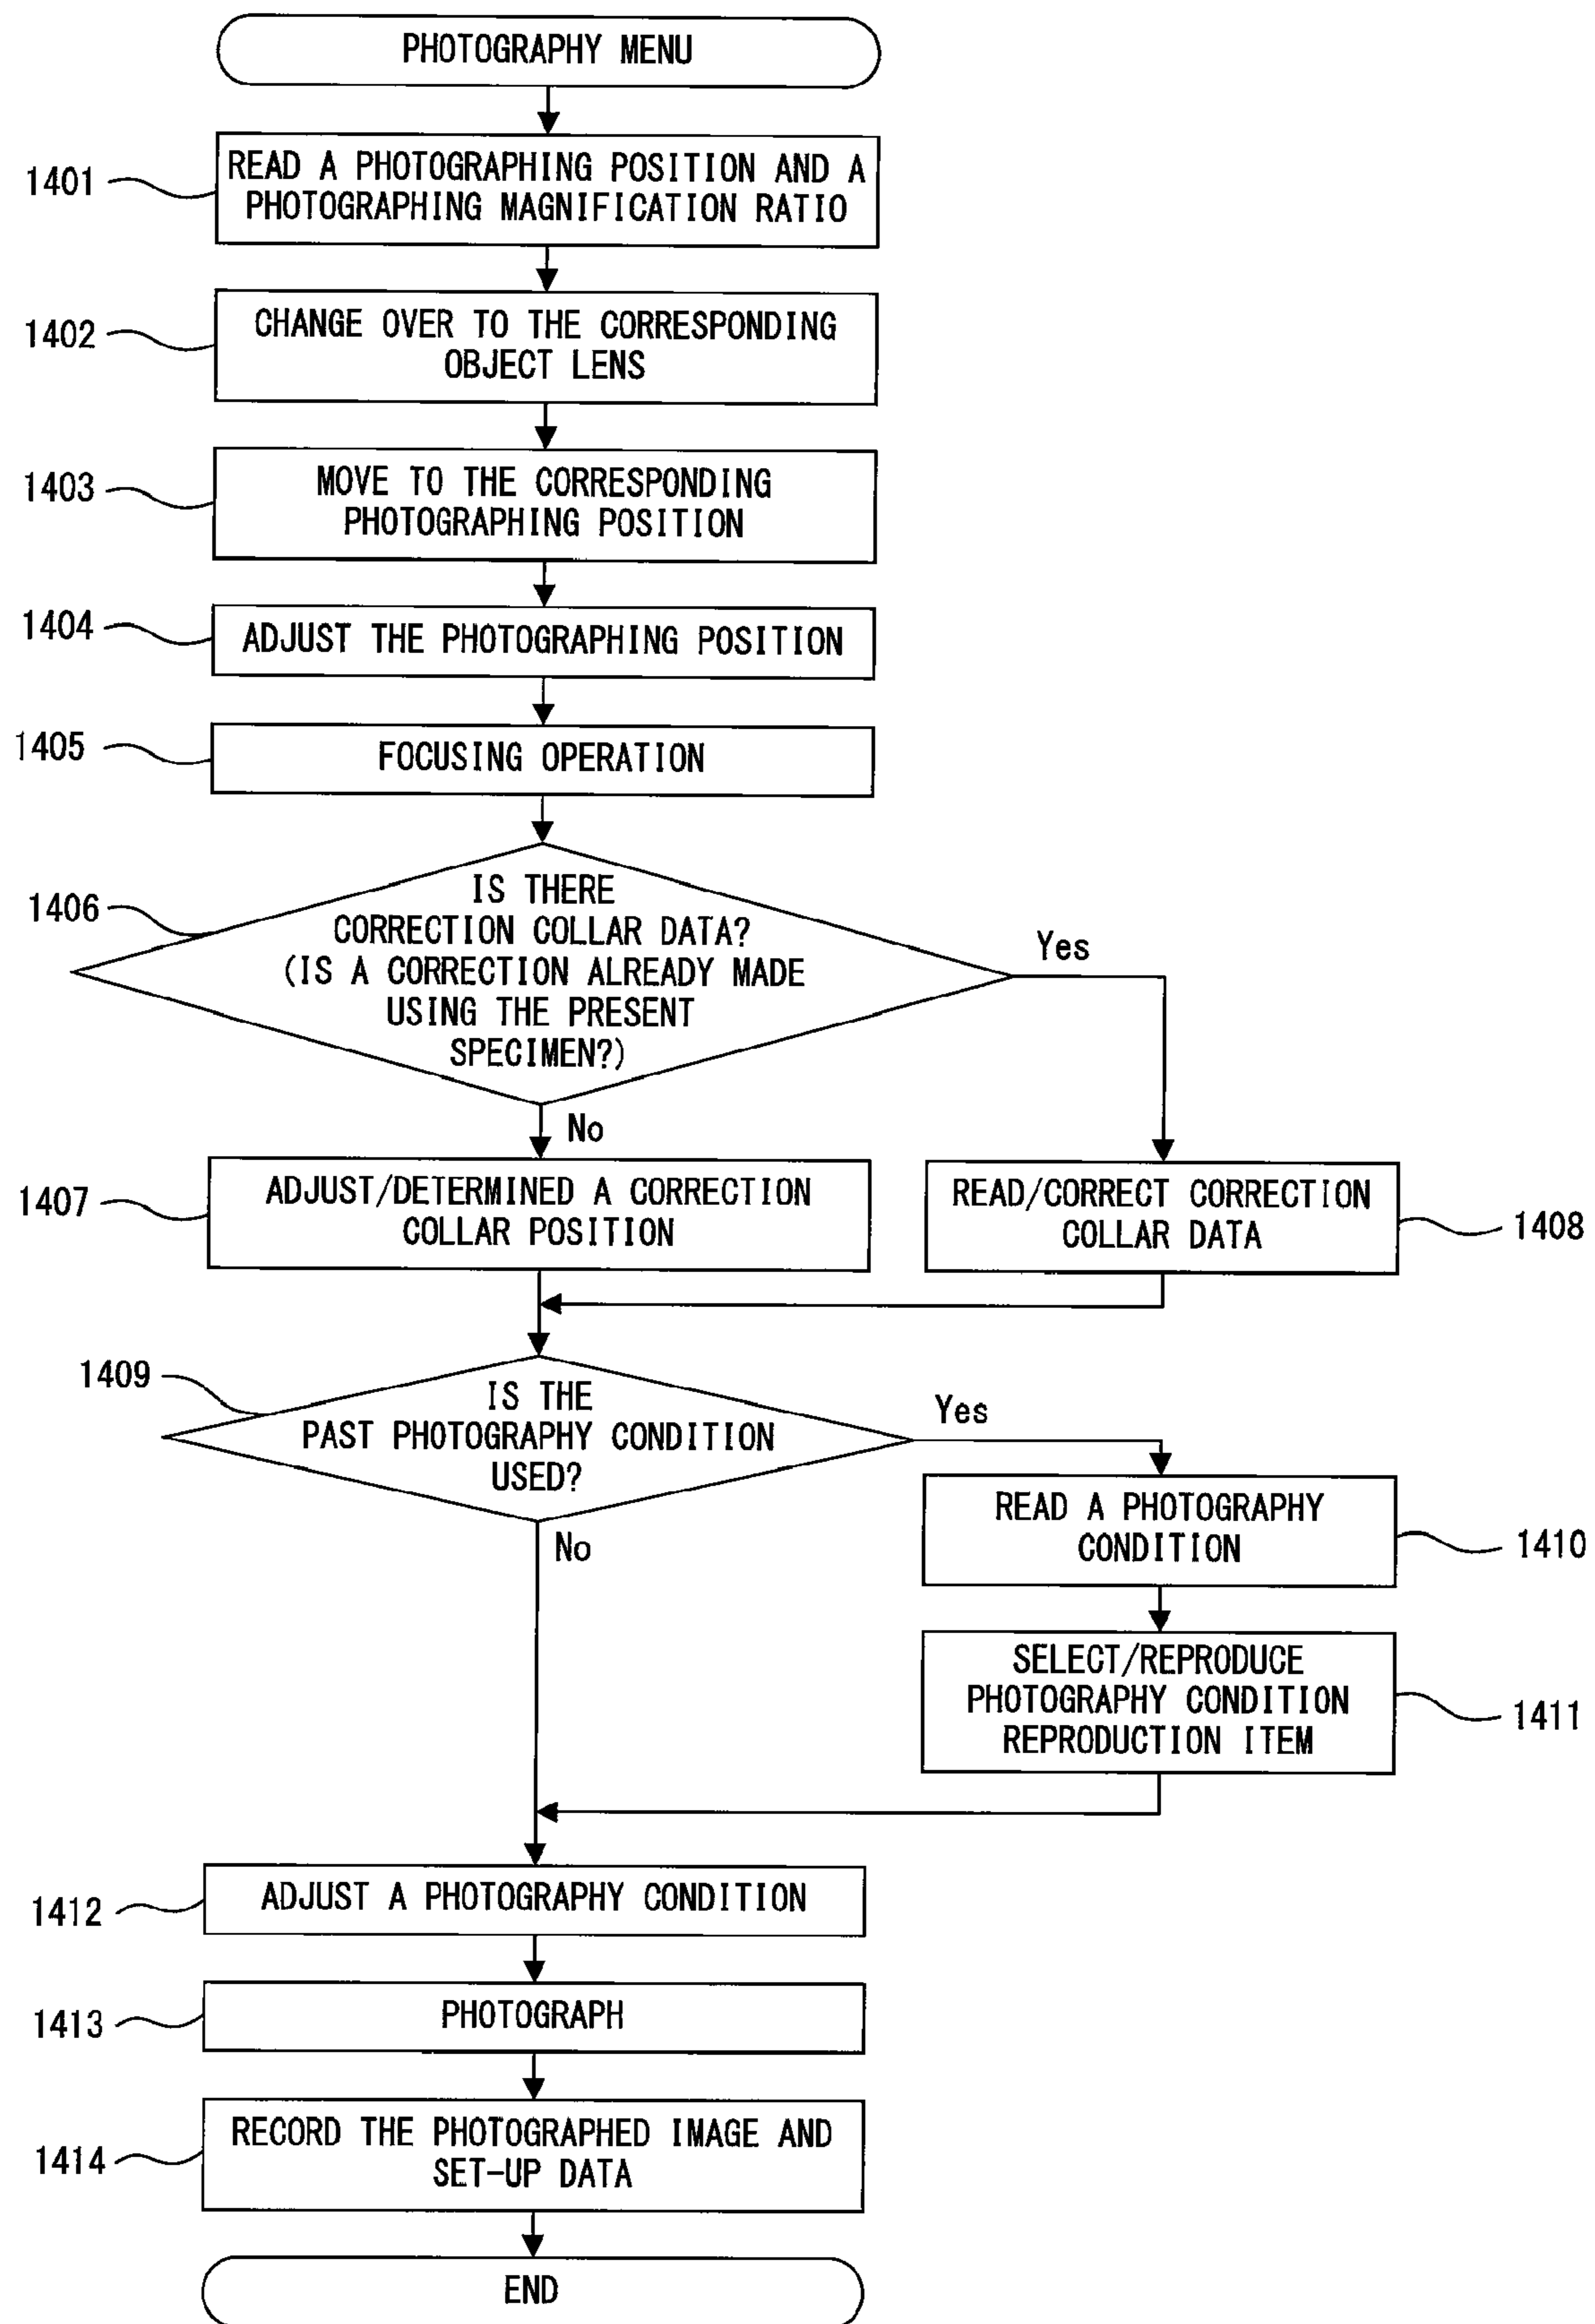 PHOTOGRAPHY MENU
1401
READ A PHOTOGRAPHING POSITION AND A
PHOTOGRAPHING MAGNIFICATION RATIO
1402
CHANGE OVER TO THE CORRESPONDING
OBJECT LENS
1403
MOVE TO THE CORRESPONDING
PHOTOGRAPHING POSITION
1404
ADJUST THE PHOTOGRAPHING POSITION
1405
FOCUSING OPERATION
1406
IS THERE
CORRECTION COLLAR DATA?
(IS A CORRECTION ALREADY MADE
USING THE PRESENT
SPECIMEN?)
Yes
No
1407
ADJUST/DETERMINED A CORRECTION
COLLAR POSITION
READ/CORRECT CORRECTION
COLLAR DATA
1408
1409
IS THE
PAST PHOTOGRAPHY CONDITION
USED?
Yes
No
READ A PHOTOGRAPHY
CONDITION
1410
SELECT/REPRODUCE
PHOTOGRAPHY CONDITION
REPRODUCTION ITEM
1411
1412
ADJUST A PHOTOGRAPHY CONDITION
1413
PHOTOGRAPH
1414
RECORD THE PHOTOGRAPHED IMAGE AND
SET-UP DATA
END